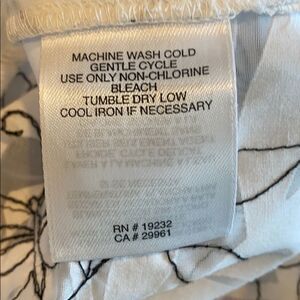 MACHINE WASH COLD
GENTLE CYCLE
USE ONLY NON-CHLORINE
BLEACH
TUMBLE DRY LOW
COOL IRON IF NECESSARY
RN # 19232
CA # 29961